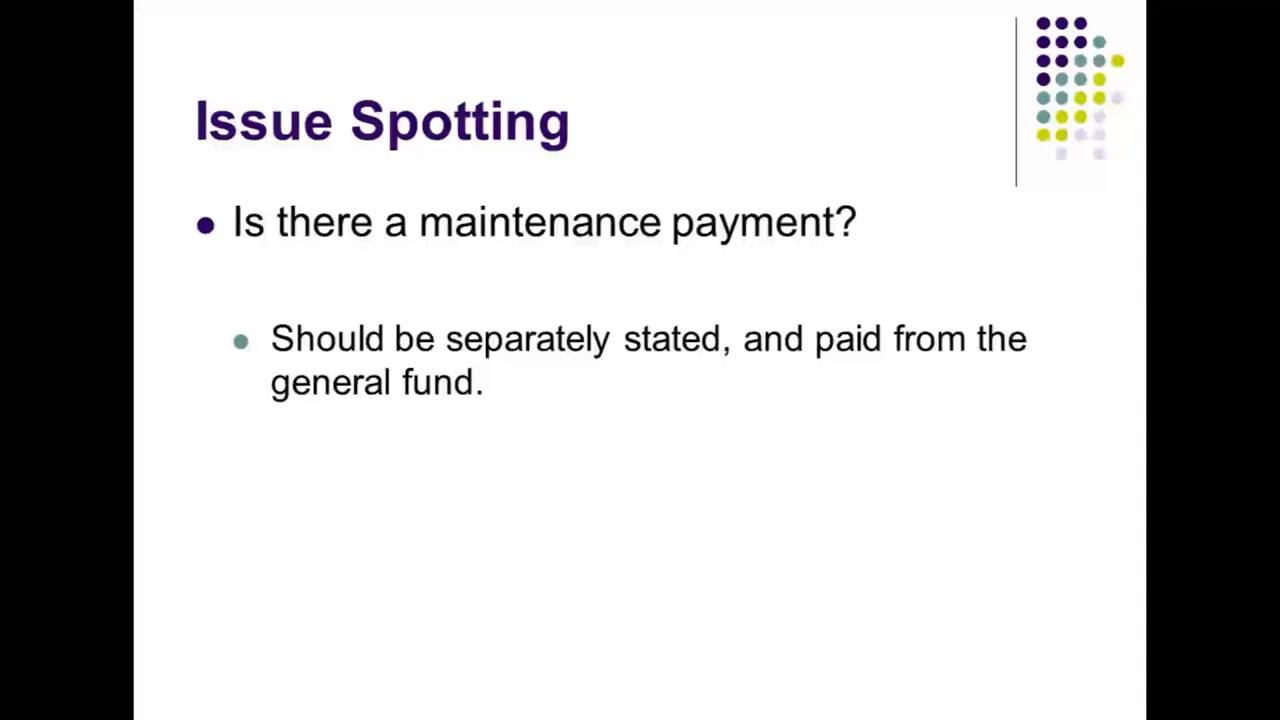 Issue Spotting
Is there a maintenance payment?
Should be separately stated, and paid from the
general fund.